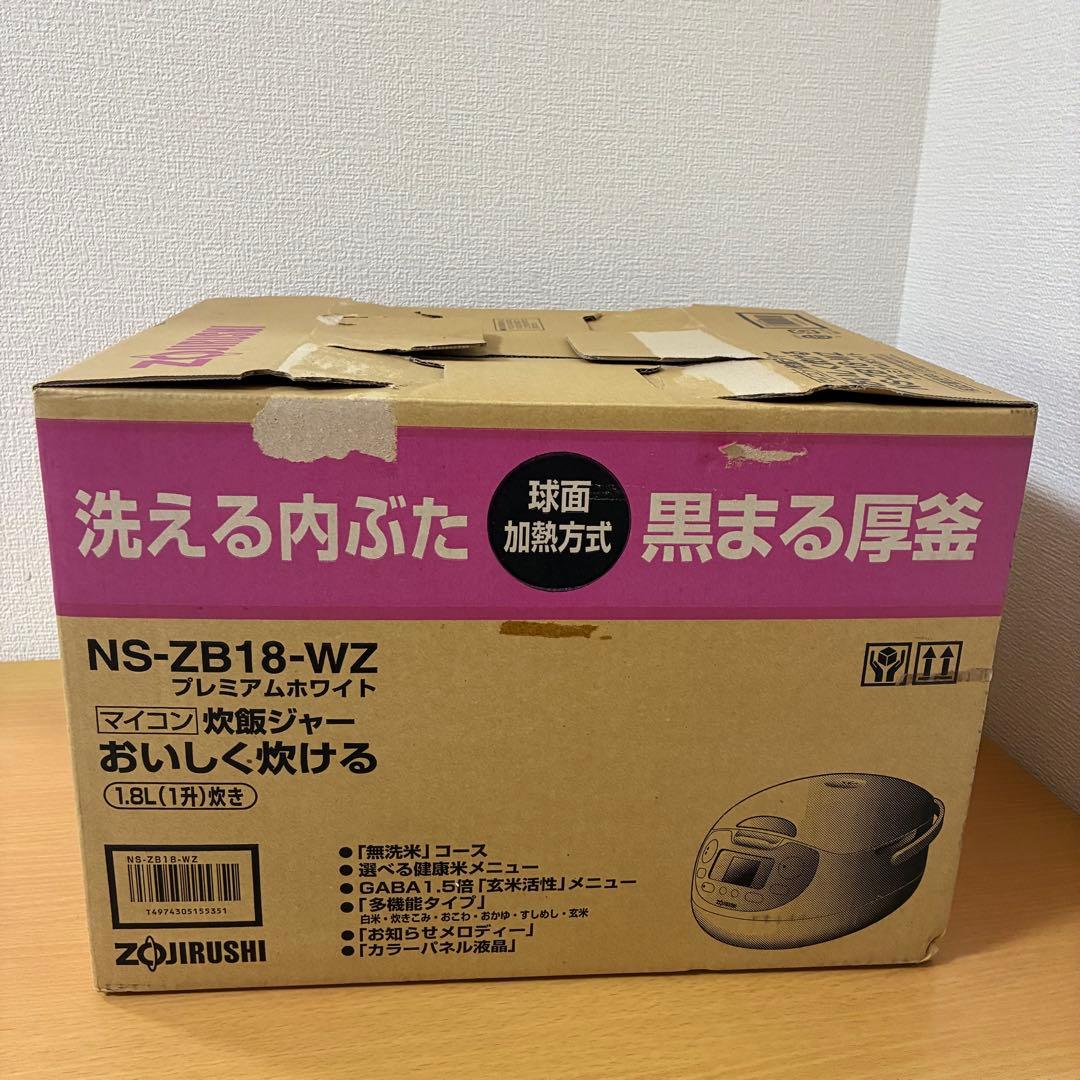 ZOJIRUSHI
洗える内ぶた
球面
加熱方式
黒まる厚釜
NS-ZB18-WZ
プレミアムホワイト
マイコン 炊飯ジャー
おいしく炊ける
1.8L(1升)炊き
NS-ZB18-WZ
T4974305155351
ZOJIRUSHI
●「無洗米」コース
●選べる健康米メニュー
●GABA1.5倍「玄米活性」メニュー
●「多機能タイプ」
白米・炊きこみ・おこわ・おかゆ・すしめし・玄米
●「お知らせメロディー」
●「カラーパネル液晶」
ZOJIRUSHI